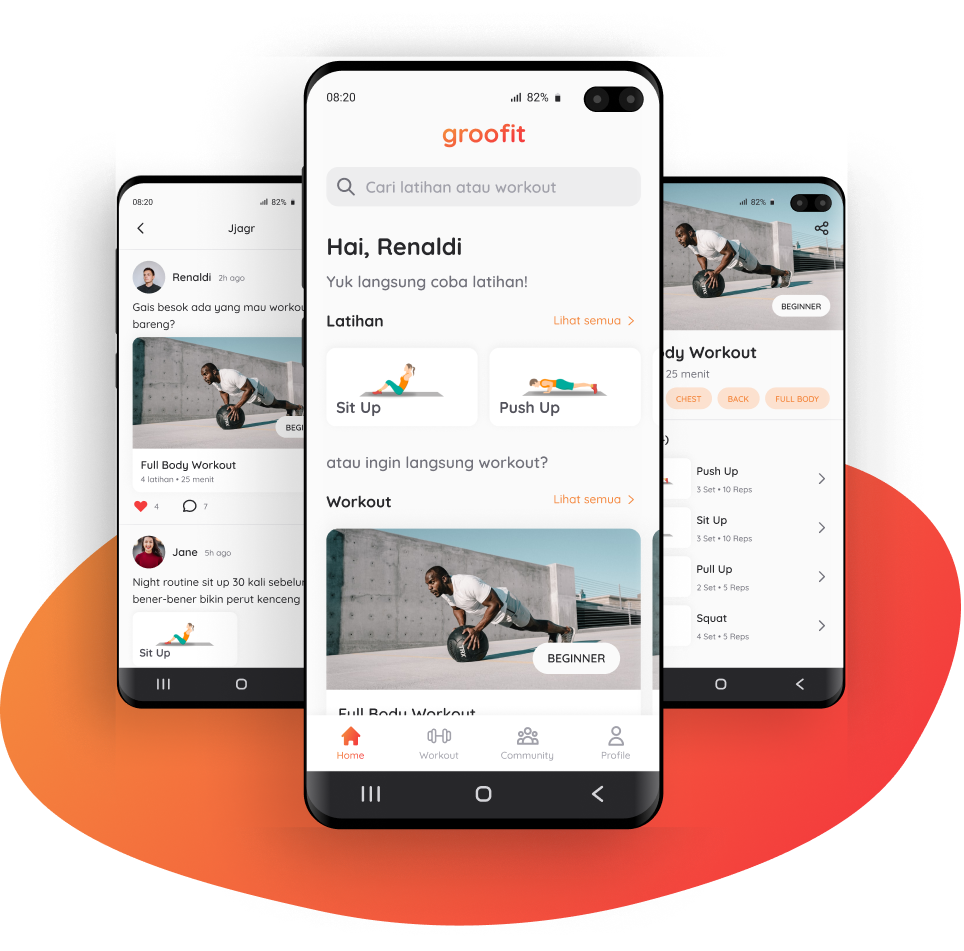 08:20
82%
Jjagr
Renaldi 2h ago
Gais besok ada yang mau
bareng?
Full Body Workout
4 latihan • 25 menit
4 7
Jane 5h ago
Night routine sit up 30 kali
bener-bener bikin perut kenceng
Sit Up
08:20
82%
groofit
Cari latihan atau workout
Hai, Renaldi
Yuk langsung coba latihan!
Latihan Lihat semua
Sit Up
Push Up
atau ingin langsung workout?
Workout Lihat semua
BEGINNER
Full Body Workout
Home Workout Community Profile
82%
BEGINNER
Workout
25 menit
CHEST BACK FULL BODY
Push Up
3 Set • 10 Reps
Sit Up
3 Set • 10 Reps
Pull Up
2 Set • 5 Reps
Squat
4 Set • 5 Reps